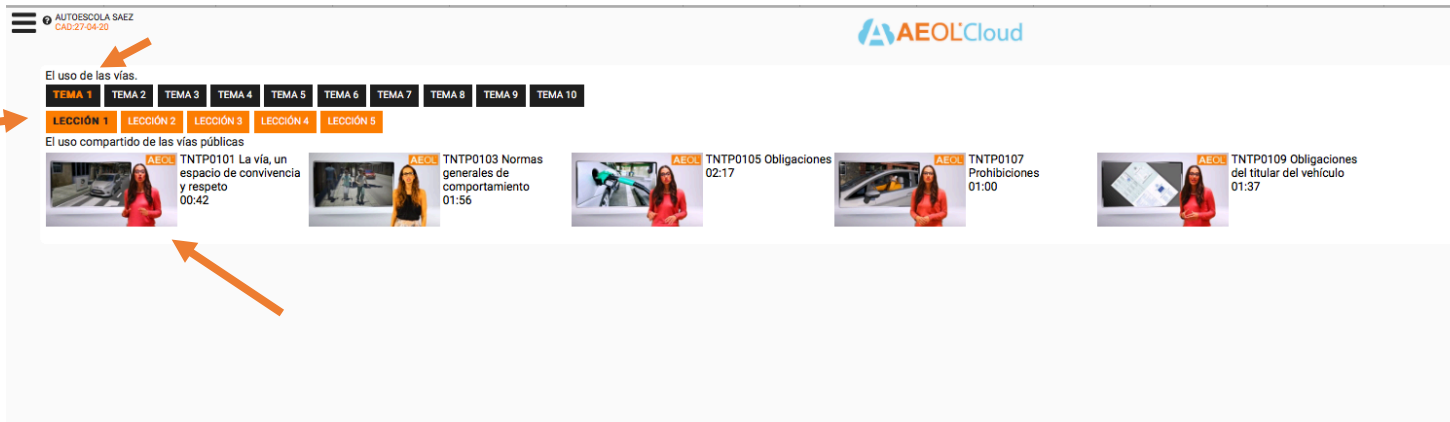 AUTOESCOLA SAEZ
CAD:27-04-20
AEOL Cloud
El uso de las vías.
TEMA 1 TEMA 2 TEMA 3 TEMA 4 TEMA 5 TEMA 6 TEMA 7 TEMA 8 TEMA 9 TEMA 10
LECCIÓN 1 LECCIÓN 2 LECCIÓN 3 LECCIÓN 4 LECCIÓN 5
El uso compartido de las vías públicas
AEOL
TNTP0101 La vía, un
espacio de convivencia
y respeto
00:42
AEOL
TNTP0103 Normas
generales de
comportamiento
01:56
AEOL
TNTP0105 Obligaciones
02:17
AEOL
TNTP0107
Prohibiciones
01:00
AEOL
TNTP0109 Obligaciones
del titular del vehículo
01:37